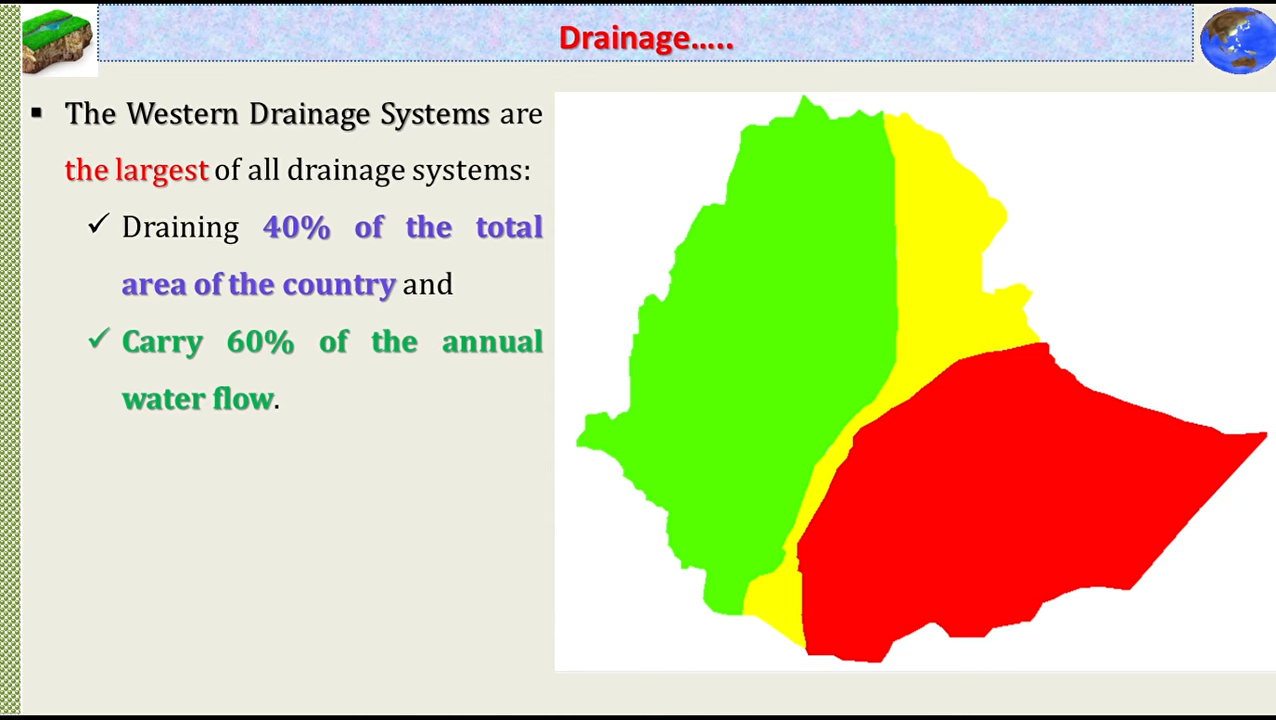 Drainage…..
▪ The Western Drainage Systems are
the largest of all drainage systems:
✓ Draining 40% of the total
area of the country and
✓ Carry 60% of the annual
water flow.